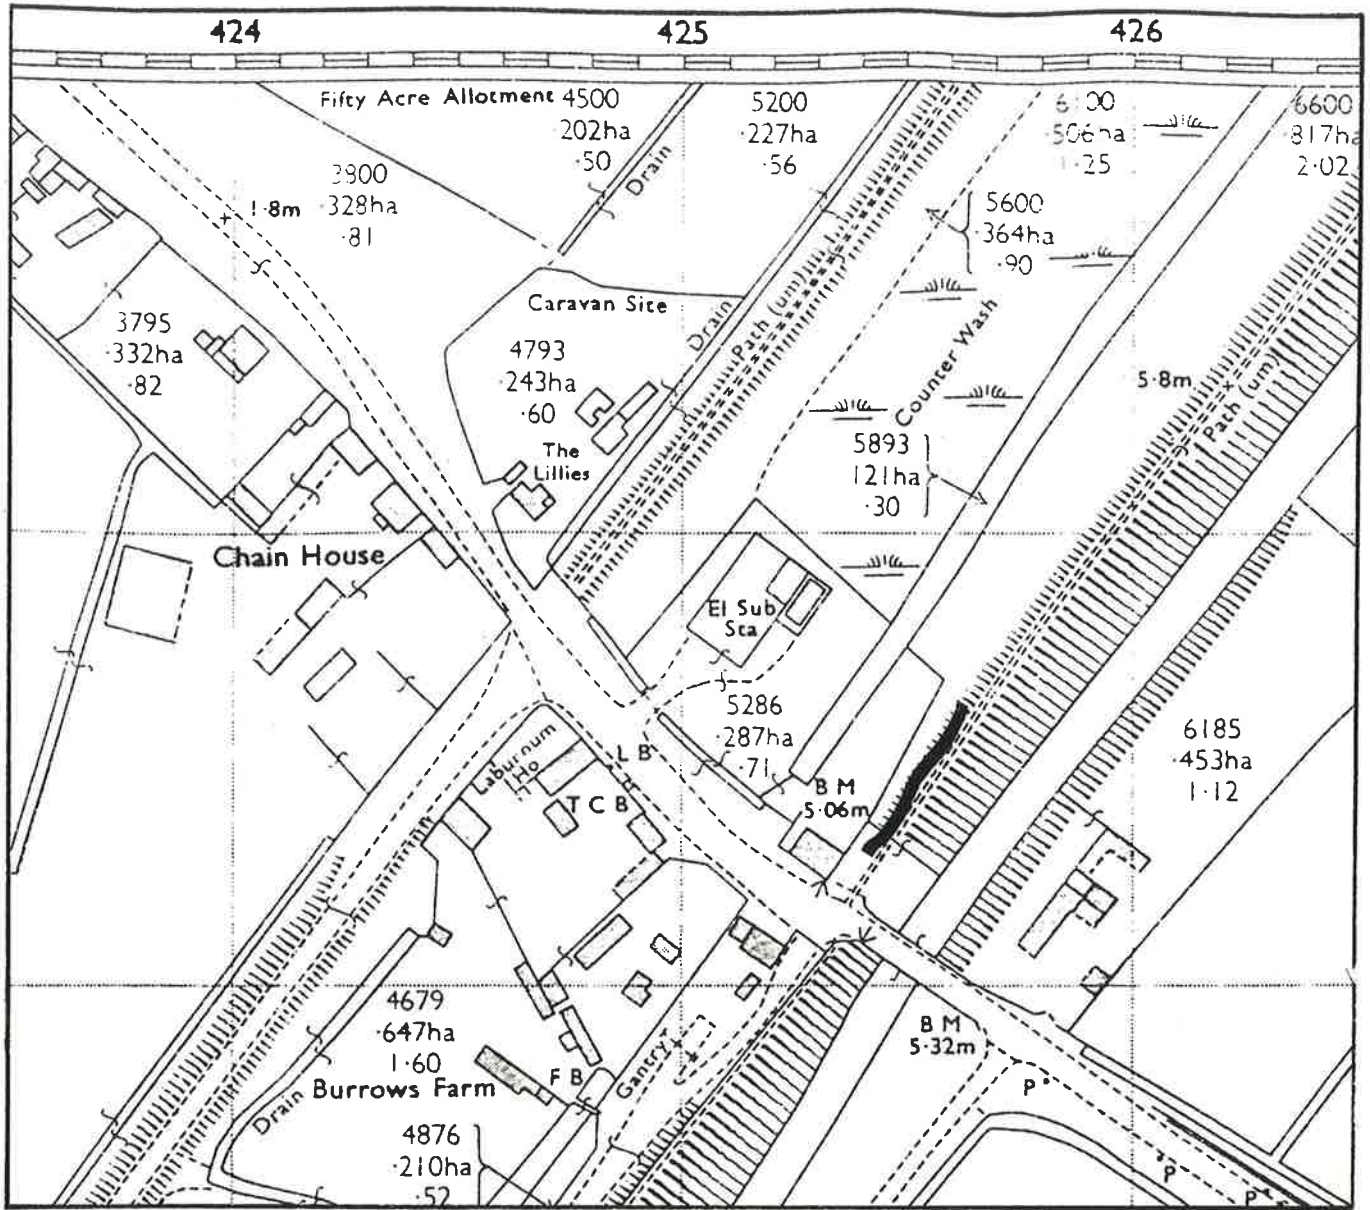 424 425 426
Fifty Acre Allotment
4500
·202ha
·50
5200
·227ha
·56
·506ha
6600
·817ha
2·02
·328ha
·81
1·8m
Drain
5600
·364ha
·90
3795
·332ha
·82
Caravan Site
4793
·243ha
·60
The
Lillies
Drain
Path (um)
Counter Wash
5·8m
Path (um)
5893
·121ha
·30
Chain House
El Sub
Sta
5286
·287ha
·71
6185
·453ha
1·12
Laburnum
Ho
L B
T C B
B M
5·06m
4679
·647ha
1·60
Burrows Farm
Drain
F B
Gantry
B M
5·32m
P
P
P
4876
·210ha
·52